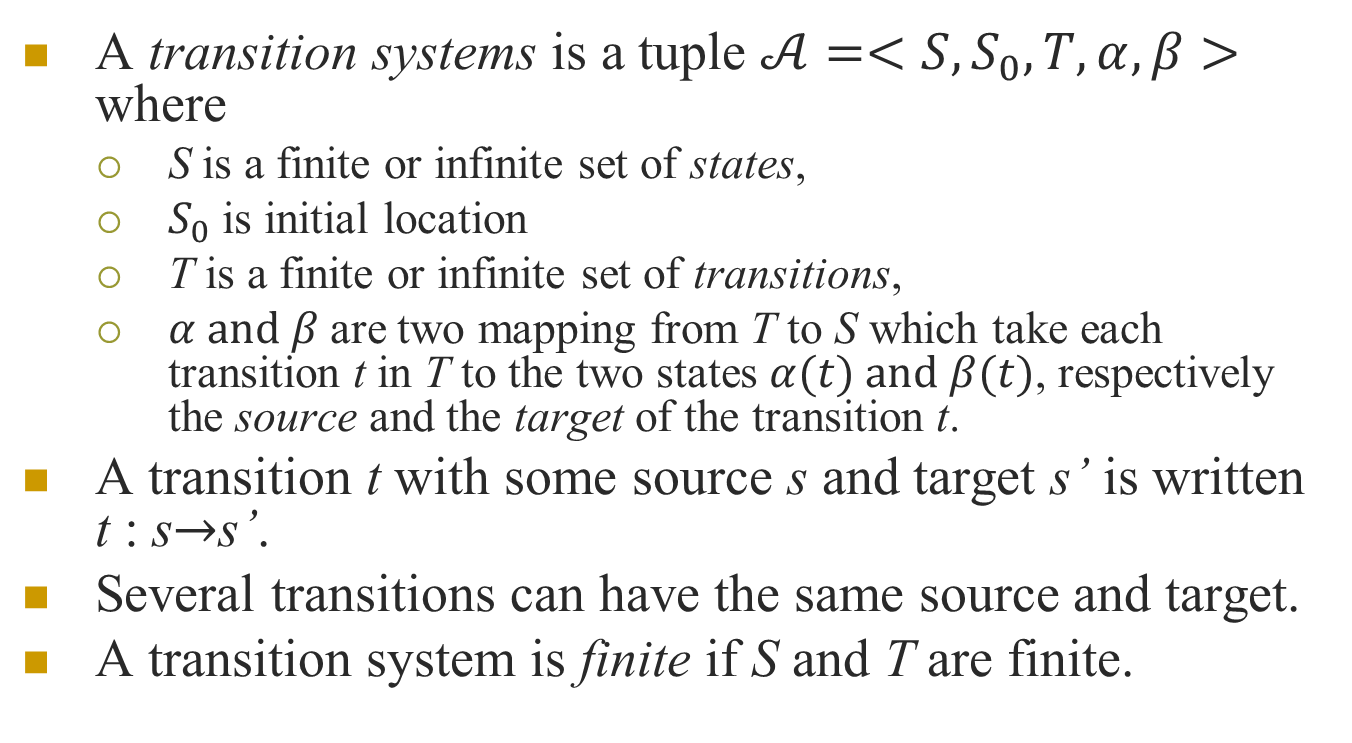 ■ A transition systems is a tuple 𝒜 =< S, S₀, T, α, β >
where
○ S is a finite or infinite set of states,
○ S₀ is initial location
○ T is a finite or infinite set of transitions,
○ α and β are two mapping from T to S which take each
transition t in T to the two states α(t) and β(t), respectively
the source and the target of the transition t.
■ A transition t with some source s and target s’ is written
t : s→s’.
■ Several transitions can have the same source and target.
■ A transition system is finite if S and T are finite.